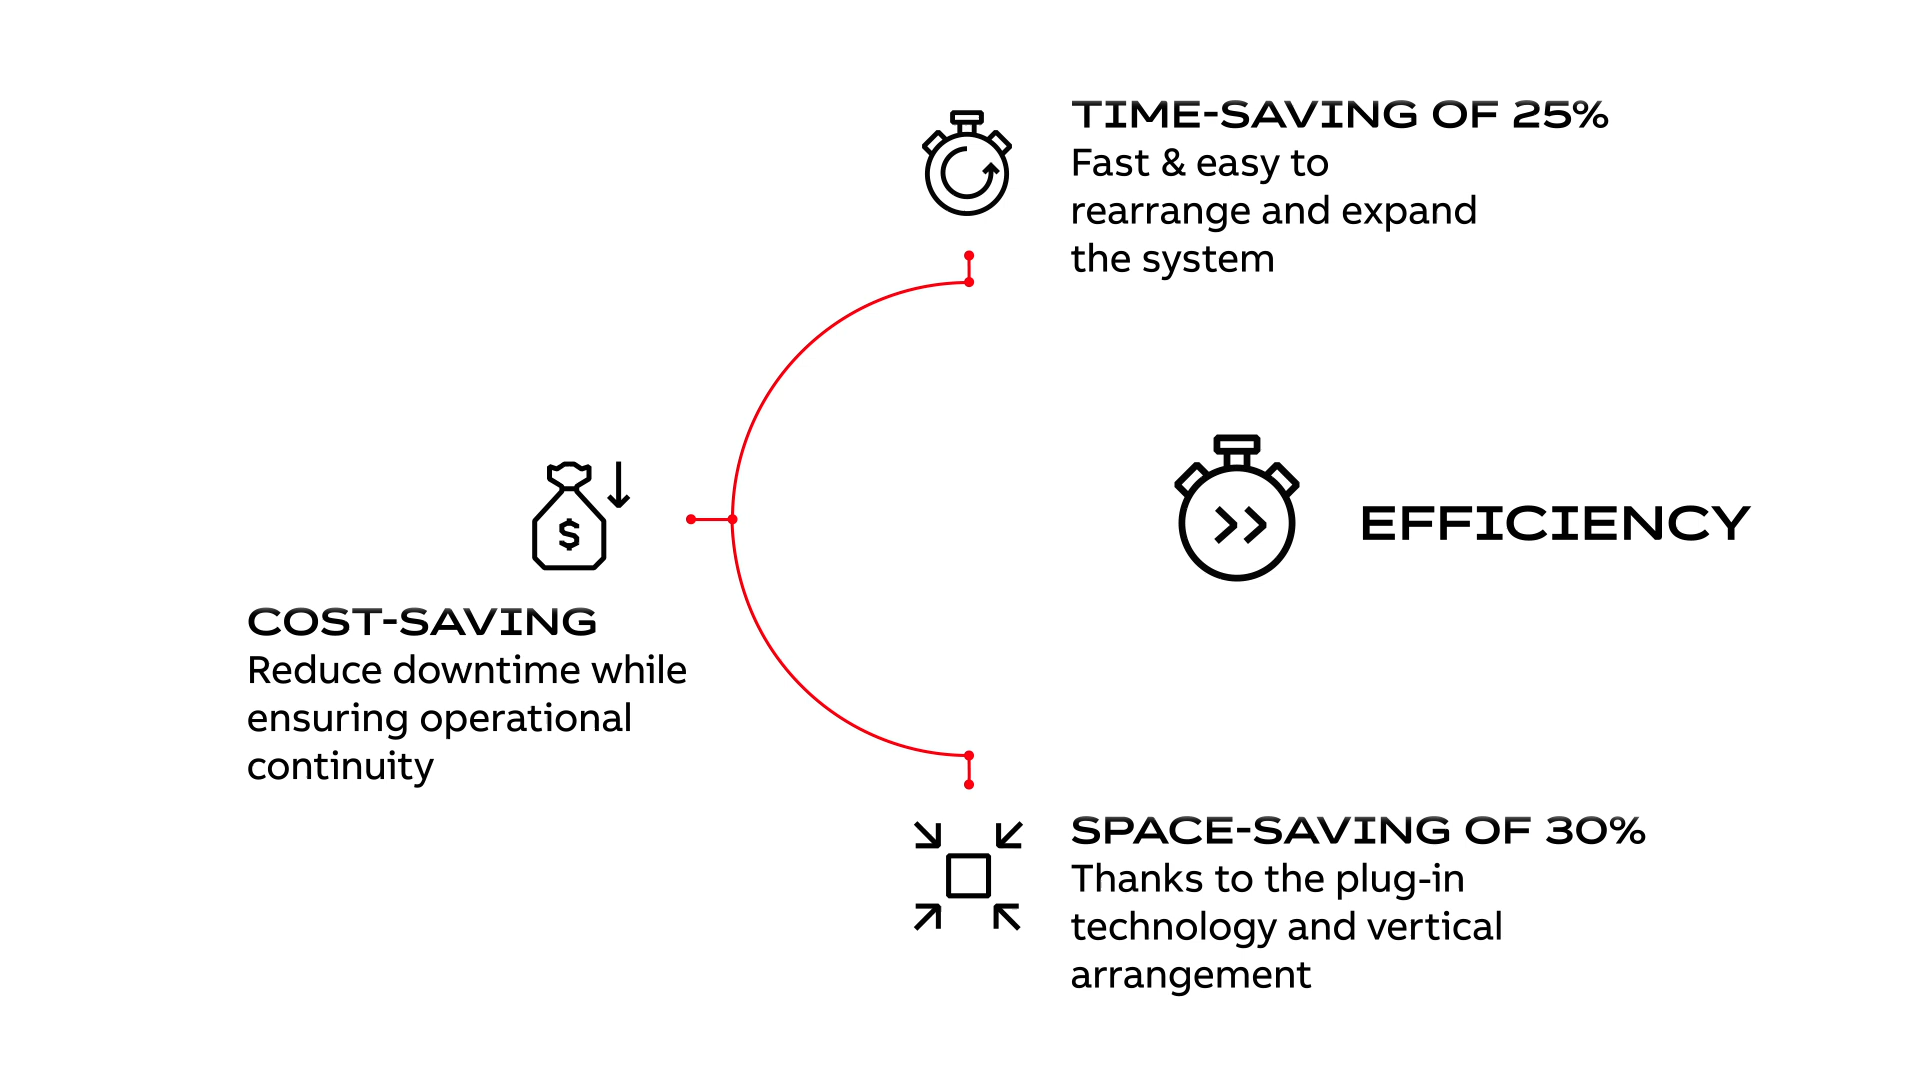 TIME-SAVING OF 25%
Fast & easy to
rearrange and expand
the system
$
EFFICIENCY
COST-SAVING
Reduce downtime while
ensuring operational
continuity
SPACE-SAVING OF 30%
Thanks to the plug-in
technology and vertical
arrangement